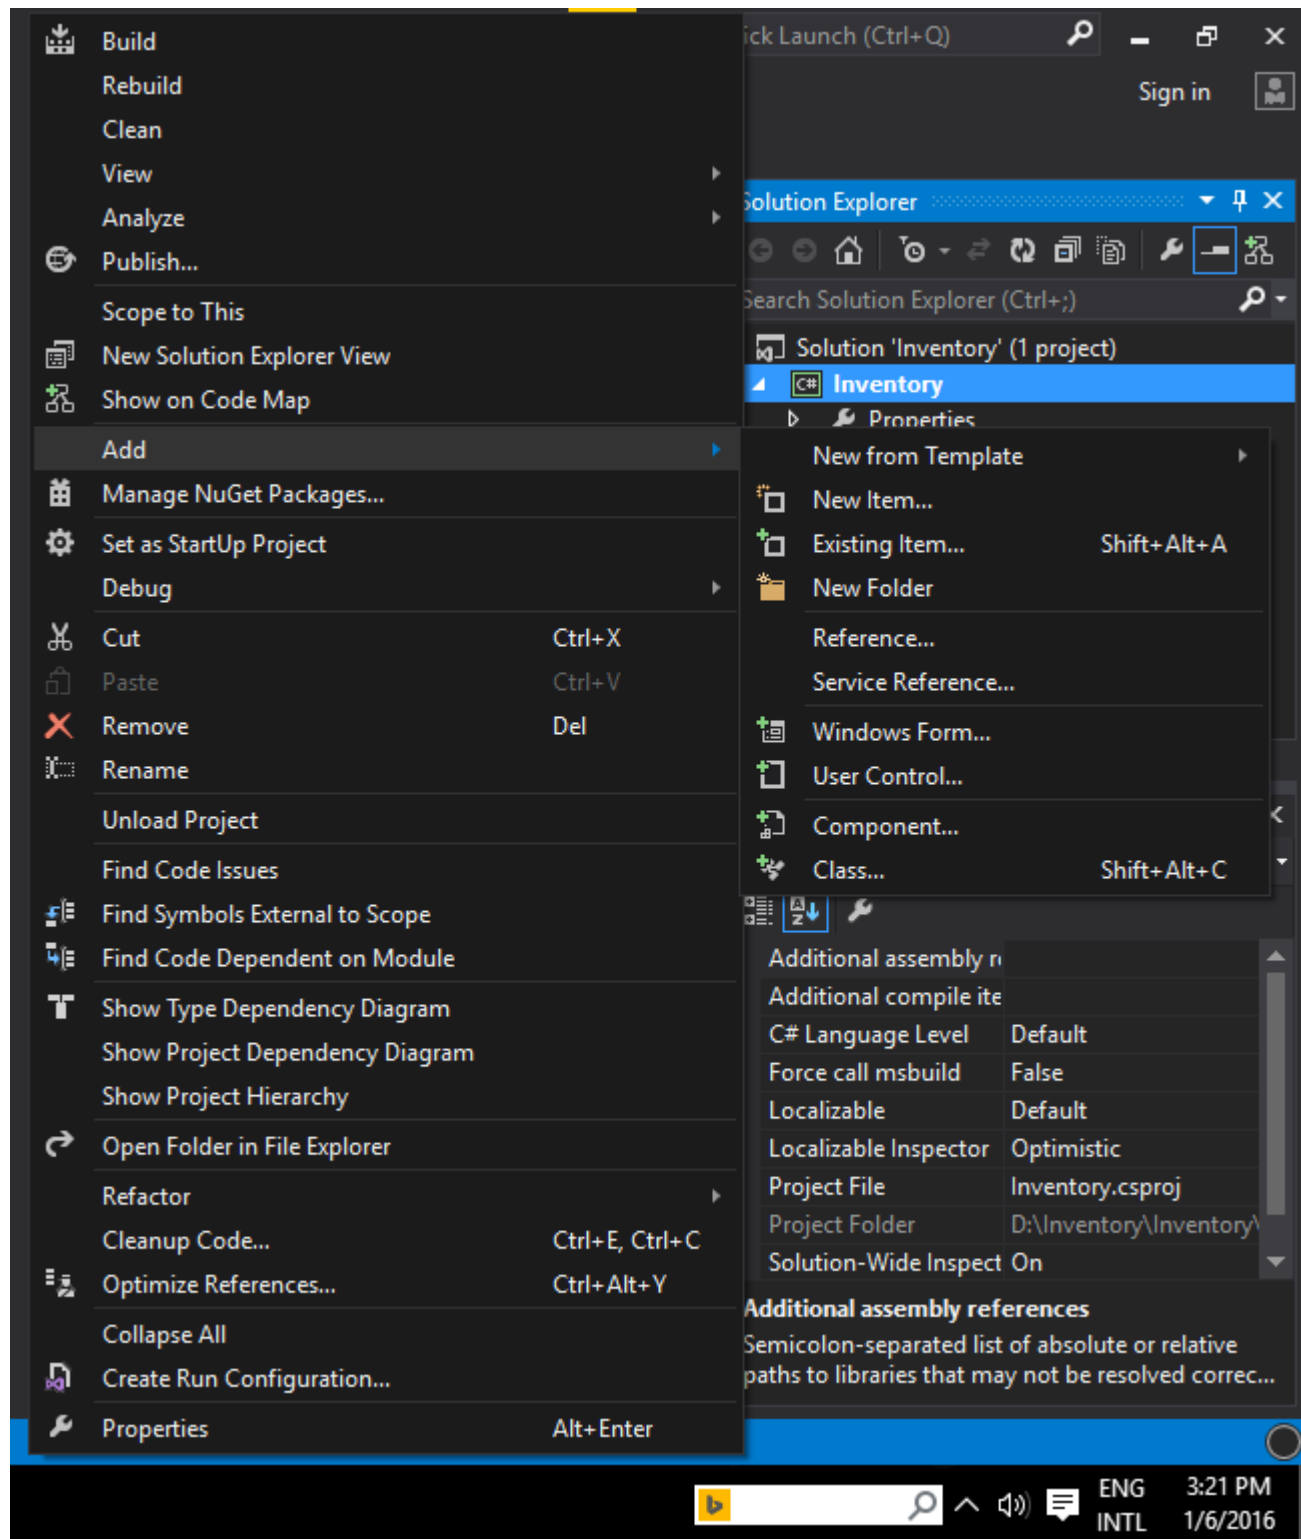 Build
Rebuild
Clean
View
Analyze
Publish...
Scope to This
New Solution Explorer View
Show on Code Map
Add
Manage NuGet Packages...
Set as StartUp Project
Debug
Cut Ctrl+X
Paste Ctrl+V
Remove Del
Rename
Unload Project
Find Code Issues
Find Symbols External to Scope
Find Code Dependent on Module
Show Type Dependency Diagram
Show Project Dependency Diagram
Show Project Hierarchy
Open Folder in File Explorer
Refactor
Cleanup Code... Ctrl+E, Ctrl+C
Optimize References... Ctrl+Alt+Y
Collapse All
Create Run Configuration...
Properties Alt+Enter
ick Launch (Ctrl+Q)
Sign in
Solution Explorer
Search Solution Explorer (Ctrl+;)
Solution 'Inventory' (1 project)
C# Inventory
Properties
New from Template
New Item...
Existing Item... Shift+Alt+A
New Folder
Reference...
Service Reference...
Windows Form...
User Control...
Component...
Class... Shift+Alt+C
Additional assembly r
Additional compile ite
C# Language Level Default
Force call msbuild False
Localizable Default
Localizable Inspector Optimistic
Project File Inventory.csproj
Project Folder D:\Inventory\Inventory\
Solution-Wide Inspect On
Additional assembly references
Semicolon-separated list of absolute or relative
paths to libraries that may not be resolved correc...
ENG 3:21 PM
INTL 1/6/2016